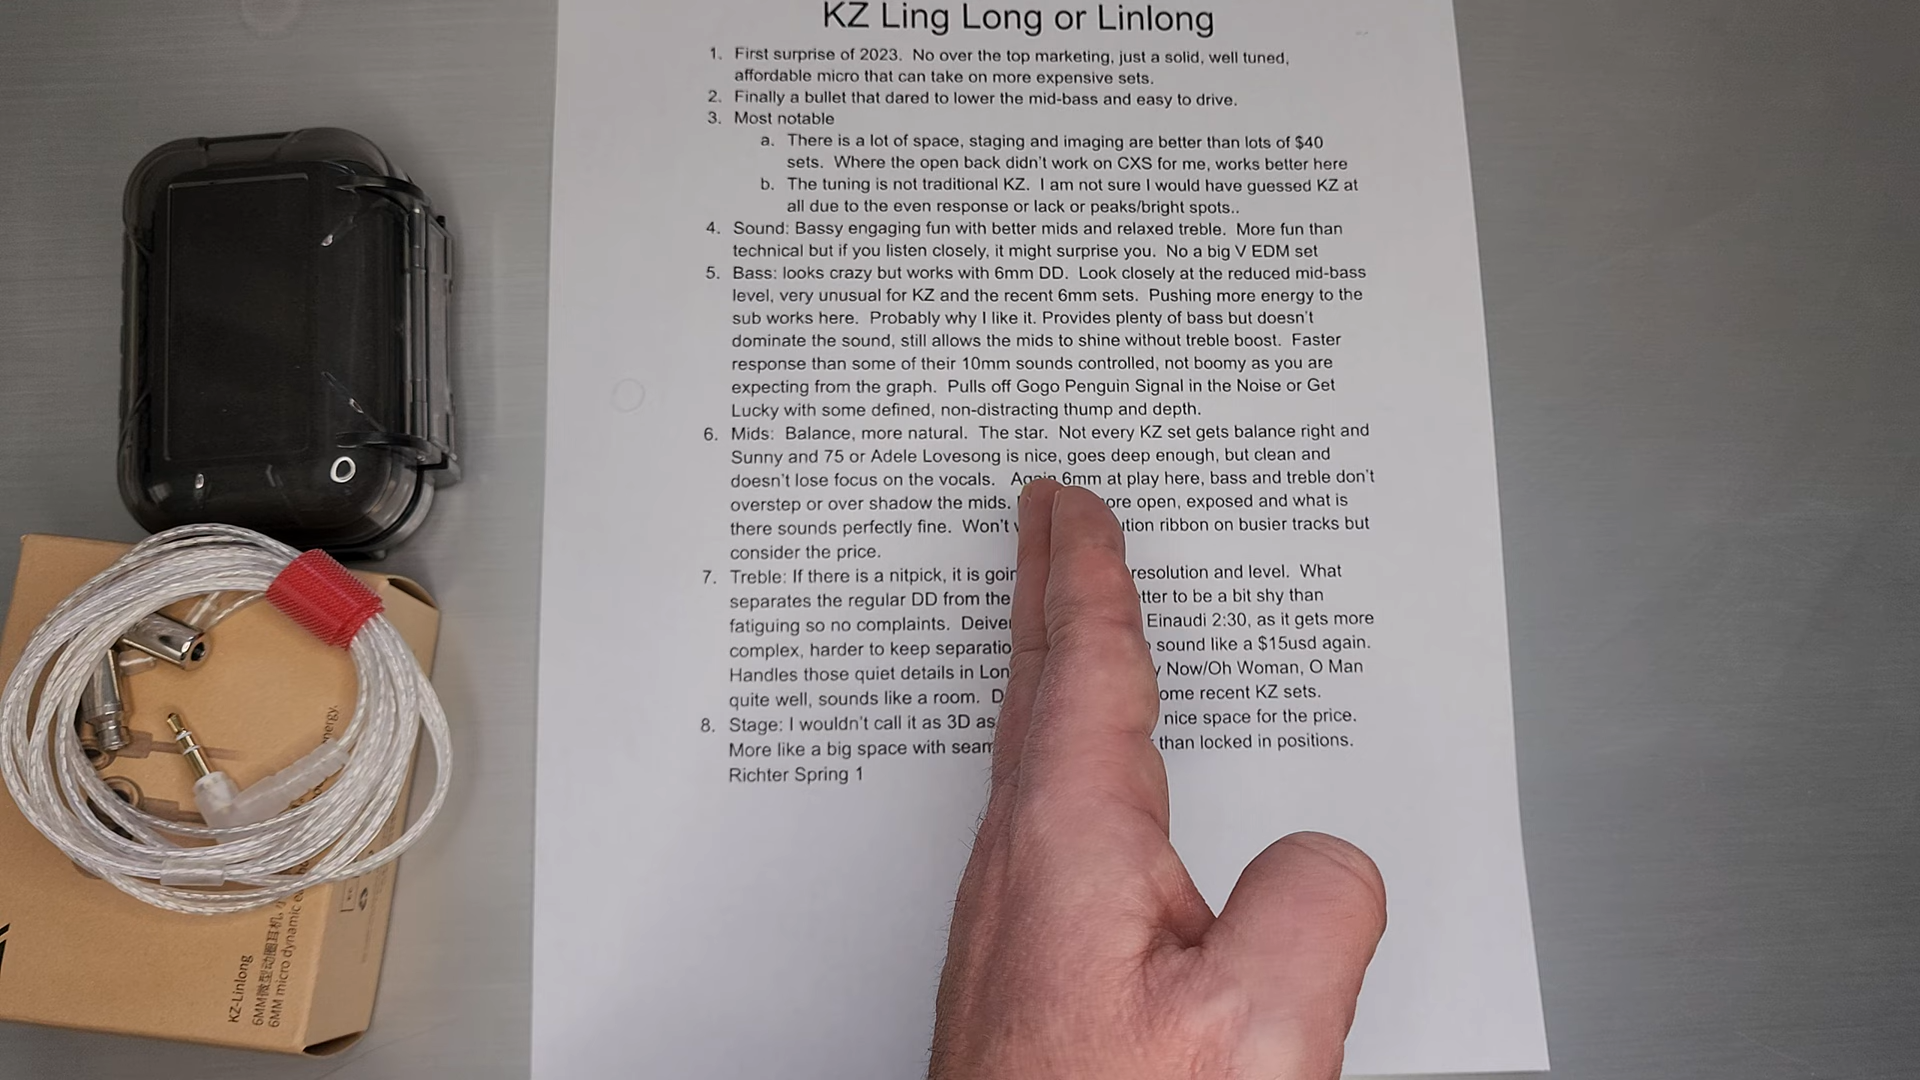 KZ Ling Long or Linlong
1. First surprise of 2023. No over the top marketing, just a solid, well tuned,
affordable micro that can take on more expensive sets.
2. Finally a bullet that dared to lower the mid-bass and easy to drive.
3. Most notable
a. There is a lot of space, staging and imaging are better than lots of $40
sets. Where the open back didn't work on CXS for me, works better here
b. The tuning is not traditional KZ. I am not sure I would have guessed KZ at
all due to the even response or lack or peaks/bright spots..
4. Sound: Bassy engaging fun with better mids and relaxed treble. More fun than
technical but if you listen closely, it might surprise you. No a big V EDM set
5. Bass: looks crazy but works with 6mm DD. Look closely at the reduced mid-bass
level, very unusual for KZ and the recent 6mm sets. Pushing more energy to the
sub works here. Probably why I like it. Provides plenty of bass but doesn't
dominate the sound, still allows the mids to shine without treble boost. Faster
response than some of their 10mm sounds controlled, not boomy as you are
expecting from the graph. Pulls off Gogo Penguin Signal in the Noise or Get
Lucky with some defined, non-distracting thump and depth.
6. Mids: Balance, more natural. The star. Not every KZ set gets balance right and
Sunny and 75 or Adele Lovesong is nice, goes deep enough, but clean and
doesn't lose focus on the vocals. Again 6mm at play here, bass and treble don't
overstep or over shadow the mids. open, exposed and what is
there sounds perfectly fine. Won't ribbon on busier tracks but
consider the price.
7. Treble: If there is a nitpick, it is resolution and level. What
separates the regular DD from the to be a bit shy than
fatiguing so no complaints. Einaudi 2:30, as it gets more
complex, harder to keep sound like a $15usd again.
Handles those quiet details in Now/Oh Woman, O Man
quite well, sounds like a room. recent KZ sets.
8. Stage: I wouldn't call it as 3D as nice space for the price.
More like a big space with than locked in positions.
Richter Spring 1
energy.
KZ-Linlong
6MM微型动圈耳机,
6MM micro dynamic